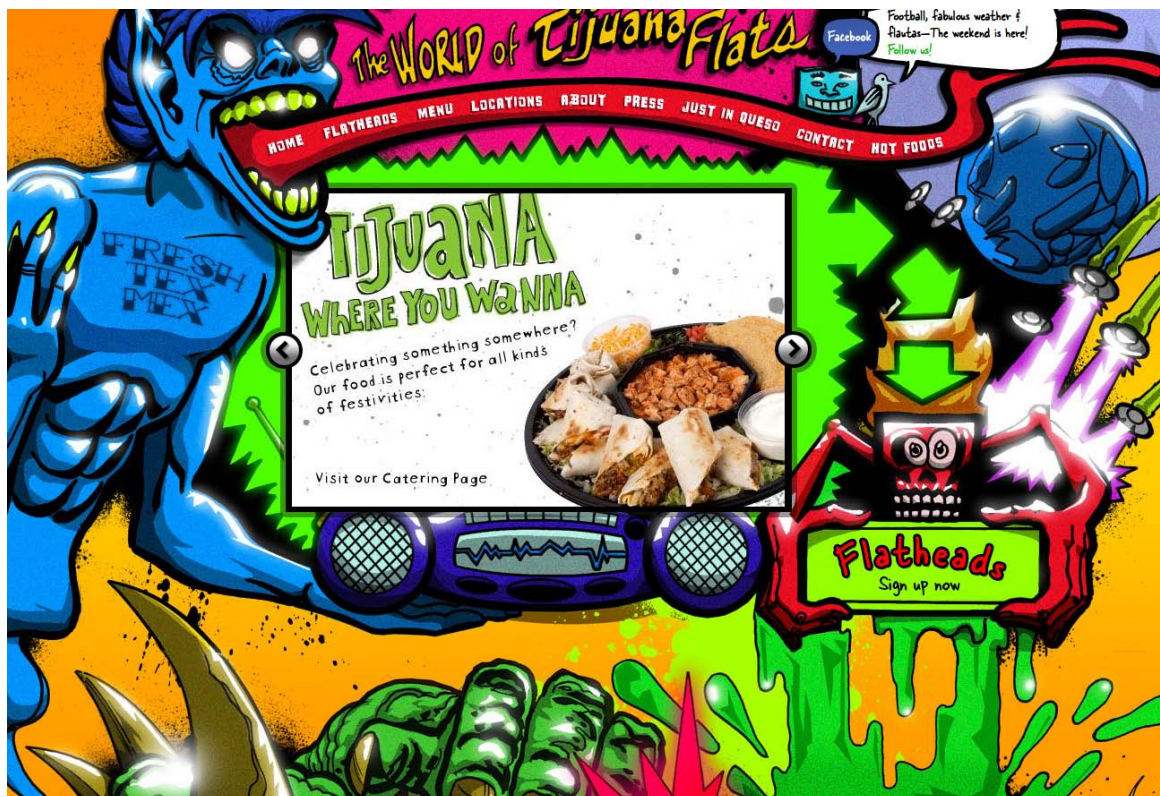 The WORLD of Tijuana Flats
Facebook
Football, fabulous weather &
flautas—The weekend is here!
Follow us!
HOME FLATHEADS MENU LOCATIONS ABOUT PRESS JUST IN QUESO CONTACT HOT FOODS
FRESH
TEX
MEX
TIJUANA
WHERE YOU WANNA
Celebrating something somewhere?
Our food is perfect for all kinds
of festivities.
Visit our Catering Page
Flatheads
Sign up now